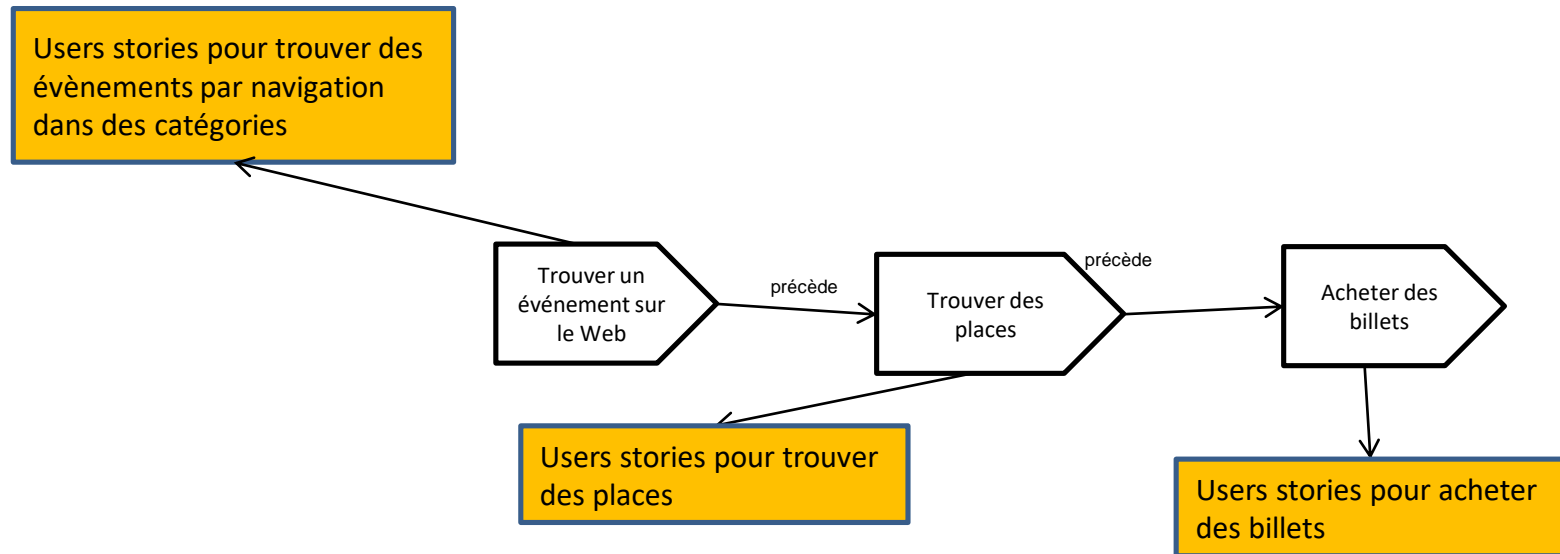 Users stories pour trouver des
évènements par navigation
dans des catégories
Trouver un
événement sur
le Web
précède
Trouver des
places
précède
Acheter des
billets
Users stories pour trouver
des places
Users stories pour acheter
des billets